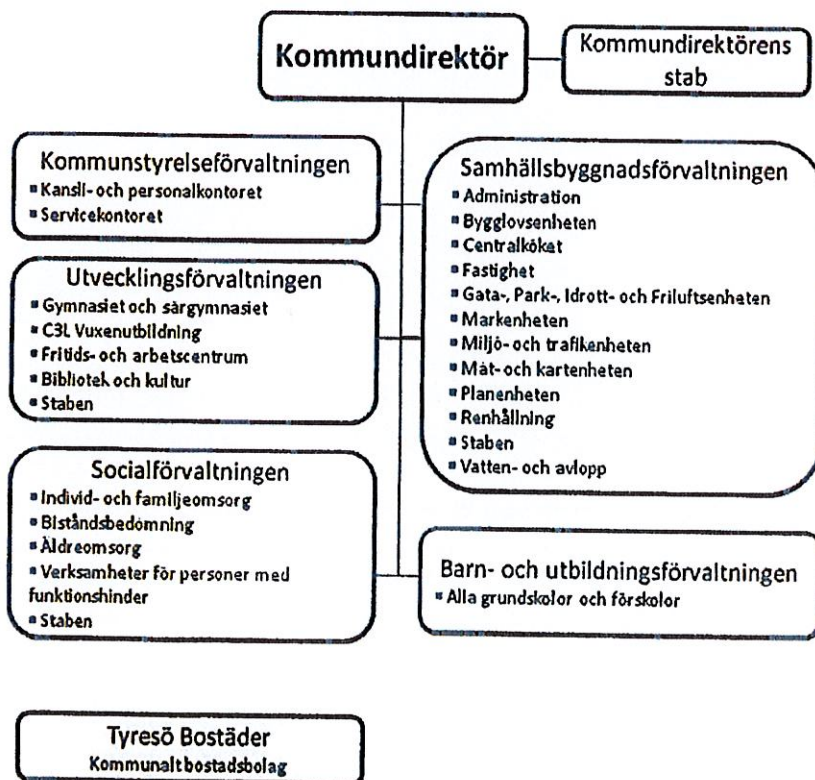 Kommundirektör
Kommundirektörens
stab
Kommunstyrelseförvaltningen
▪ Kansli- och personalkontoret
▪ Servicekontoret
Utvecklingsförvaltningen
▪ Gymnasiet och särgymnasiet
▪ C3L Vuxenutbildning
▪ Fritids- och arbetscentrum
▪ Bibliotek och kultur
▪ Staben
Socialförvaltningen
▪ Individ- och familjeomsorg
▪ Biståndsbedömning
▪ Äldreomsorg
▪ Verksamheter för personer med
funktionshinder
▪ Staben
Samhällsbyggnadsförvaltningen
▪ Administration
▪ Bygglovsenheten
▪ Centralköket
▪ Fastighet
▪ Gata-, Park-, Idrott- och Friluftsenheten
▪ Markenheten
▪ Miljö- och trafikenheten
▪ Mät- och kartenheten
▪ Planenheten
▪ Renhållning
▪ Staben
▪ Vatten- och avlopp
Barn- och utbildningsförvaltningen
▪ Alla grundskolor och förskolor
Tyresö Bostäder
Kommunalt bostadsbolag